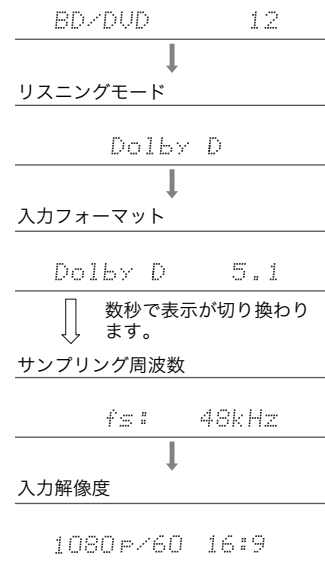 BD/DVD 12
リスニングモード
Dolby D
入力フォーマット
Dolby D 5.1
数秒で表示が切り換わり
ます。
サンプリング周波数
fs: 48kHz
入力解像度
1080p/60 16:9